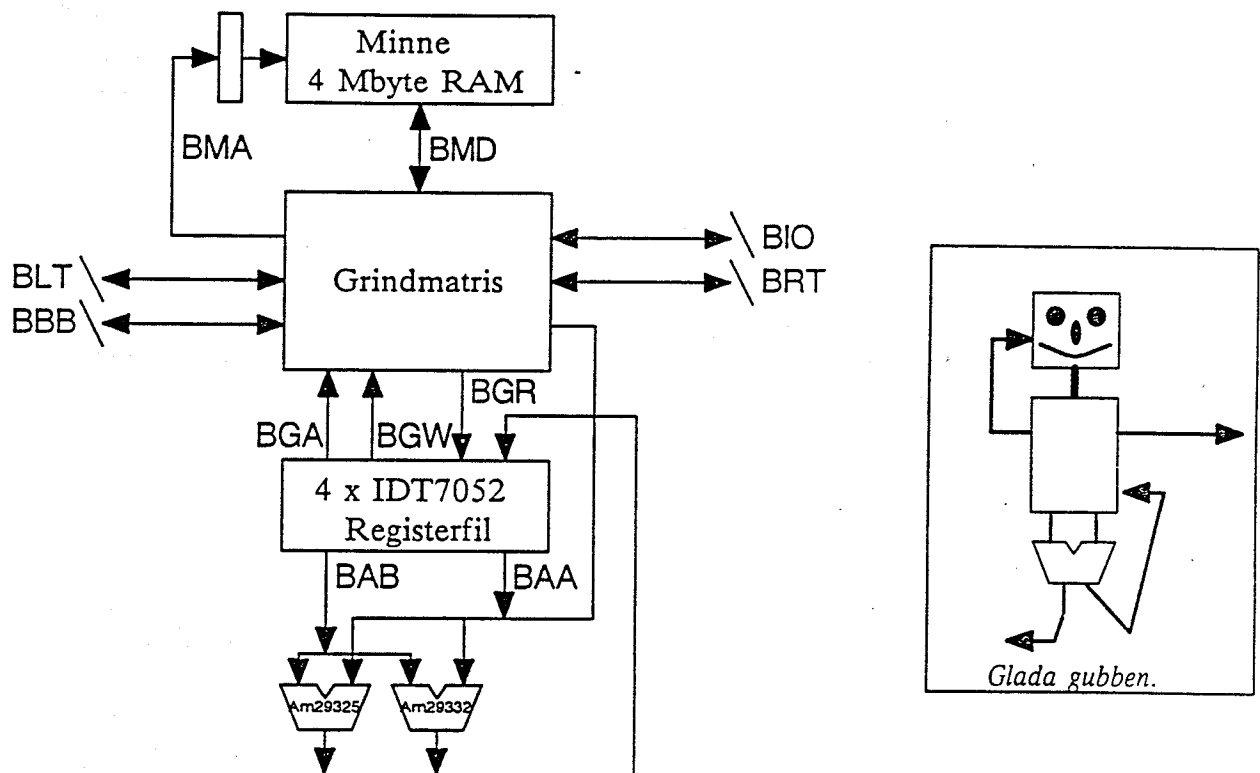 Minne
4 Mbyte RAM
BMA
BMD
BLT
BBB
Grindmatris
BIO
BRT
BGA
BGW
BGR
4 x IDT7052
Registerfil
BAB
BAA
Am29325
Am29332
Glada gubben.